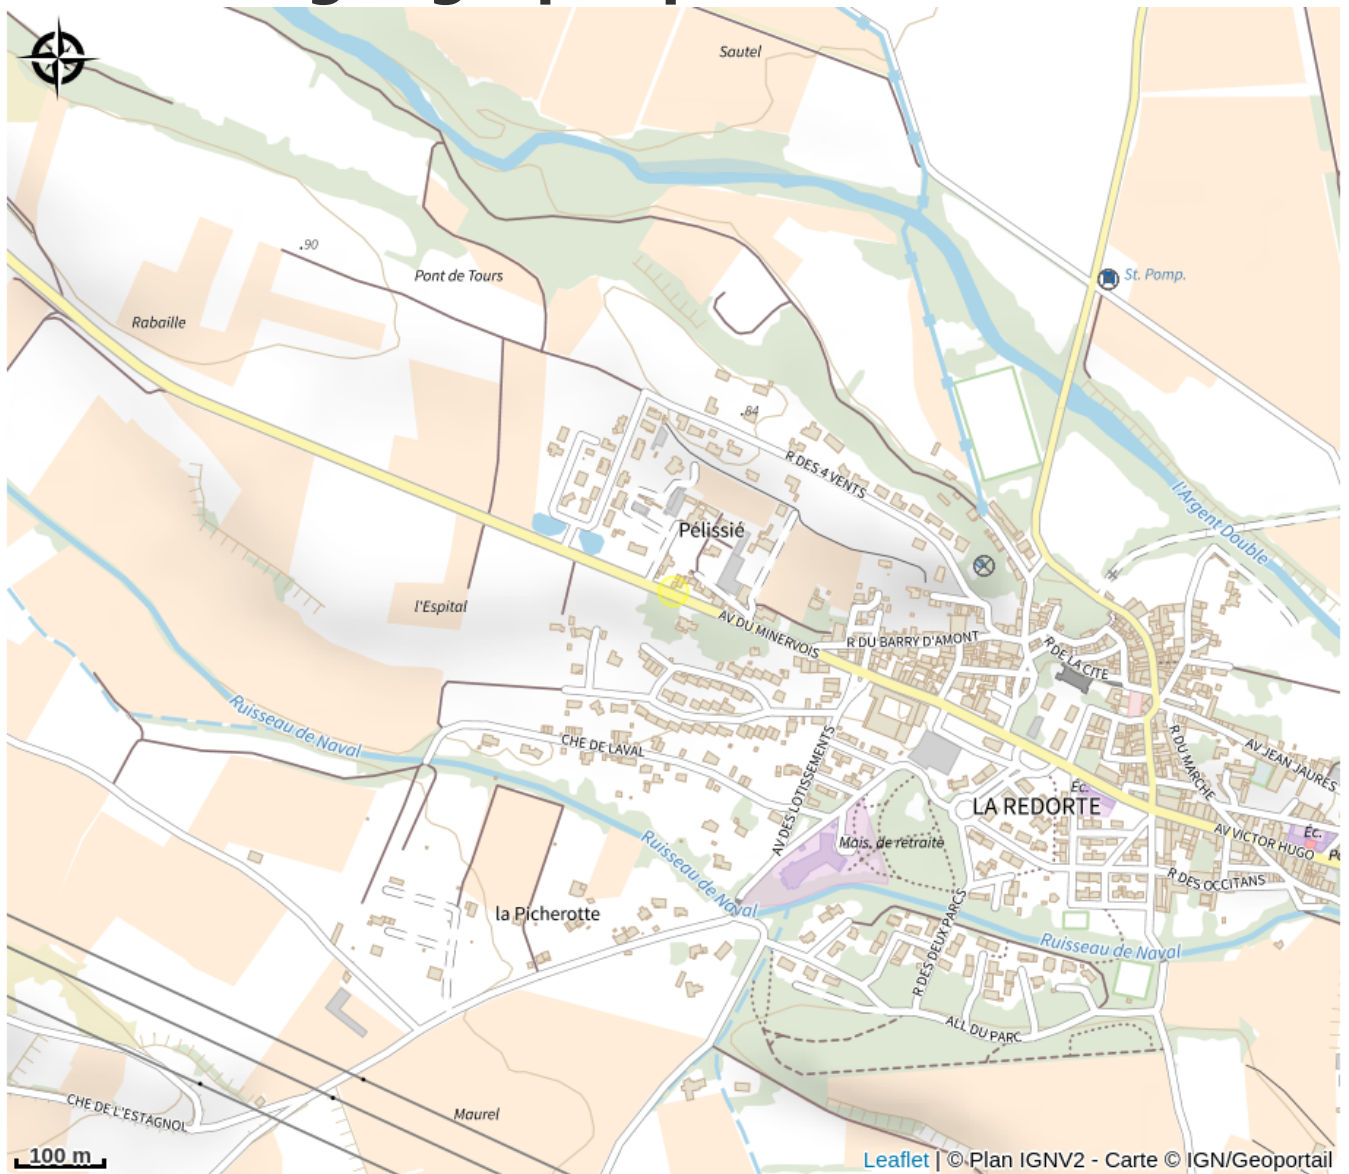 Sautel
.90
Pont de Tours
St. Pomp.
Rabaille
.84
R DES 4 VENTS
Pélissié
l'Argent Double
l'Espital
AV DU MINERVOIS
R DU BARRY D'AMONT
R DE LA CITE
Ruisseau de Naval
CHE DE LAVAL
AV DES LOTISSEMENTS
R DU MARCHE
AV JEAN JAURES
Éc.
LA REDORTE
Mais. de retraite
AV VICTOR HUGO
Éc.
Ruisseau de Naval
R DES OCCITANS
la Picherotte
R DES DEUX PARCS
Ruisseau de Naval
ALL DU PARC
CHE DE L'ESTAGNOL
Maurel
100 m
Leaflet | © Plan IGNV2 - Carte © IGN/Geoportail